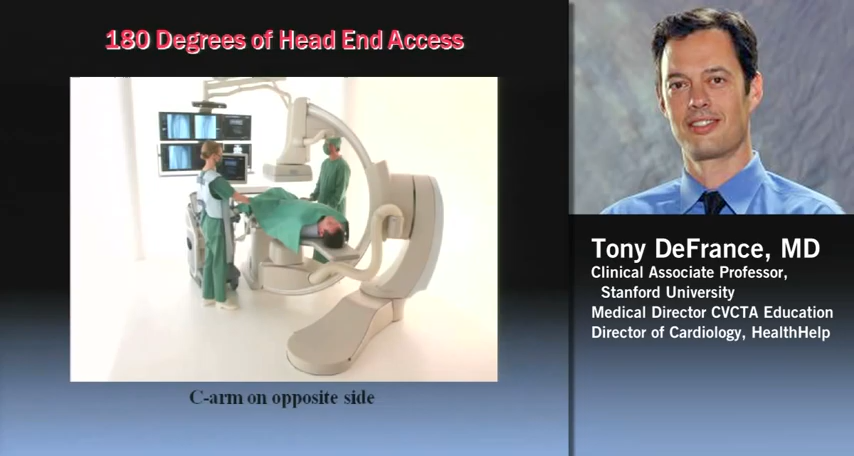 180 Degrees of Head End Access
C-arm on opposite side
Tony DeFrance, MD
Clinical Associate Professor,
Stanford University
Medical Director CVCTA Education
Director of Cardiology, HealthHelp